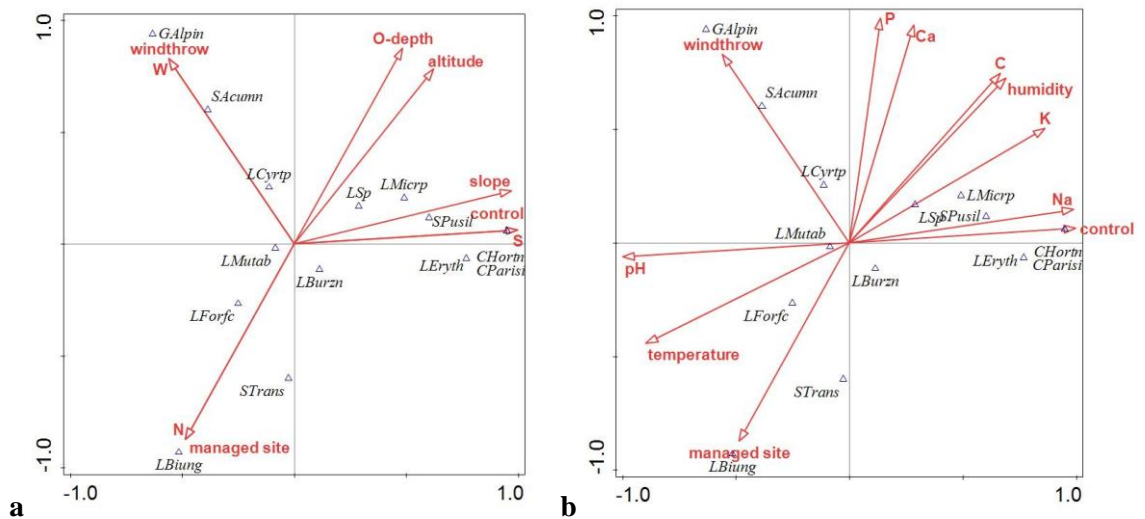 1.0
GAlpin
windthrow
W
O-depth
altitude
SAcumn
LCyrtp
LSp
LMicrp
slope
control
SPusil
S
LMutab
LBurzn
LEryth
CHortn
CParisi
LForfc
STrans
N
managed site
LBiung
-1.0
-1.0
1.0
a
1.0
GAlpin
windthrow
P
Ca
C
humidity
SAcumn
K
LCyrtp
LMicrp
LSp
SPusil
Na
control
LMutab
pH
LBurzn
LEryth
CHortn
CParisi
LForfc
temperature
STrans
managed site
LBiung
-1.0
-1.0
1.0
b